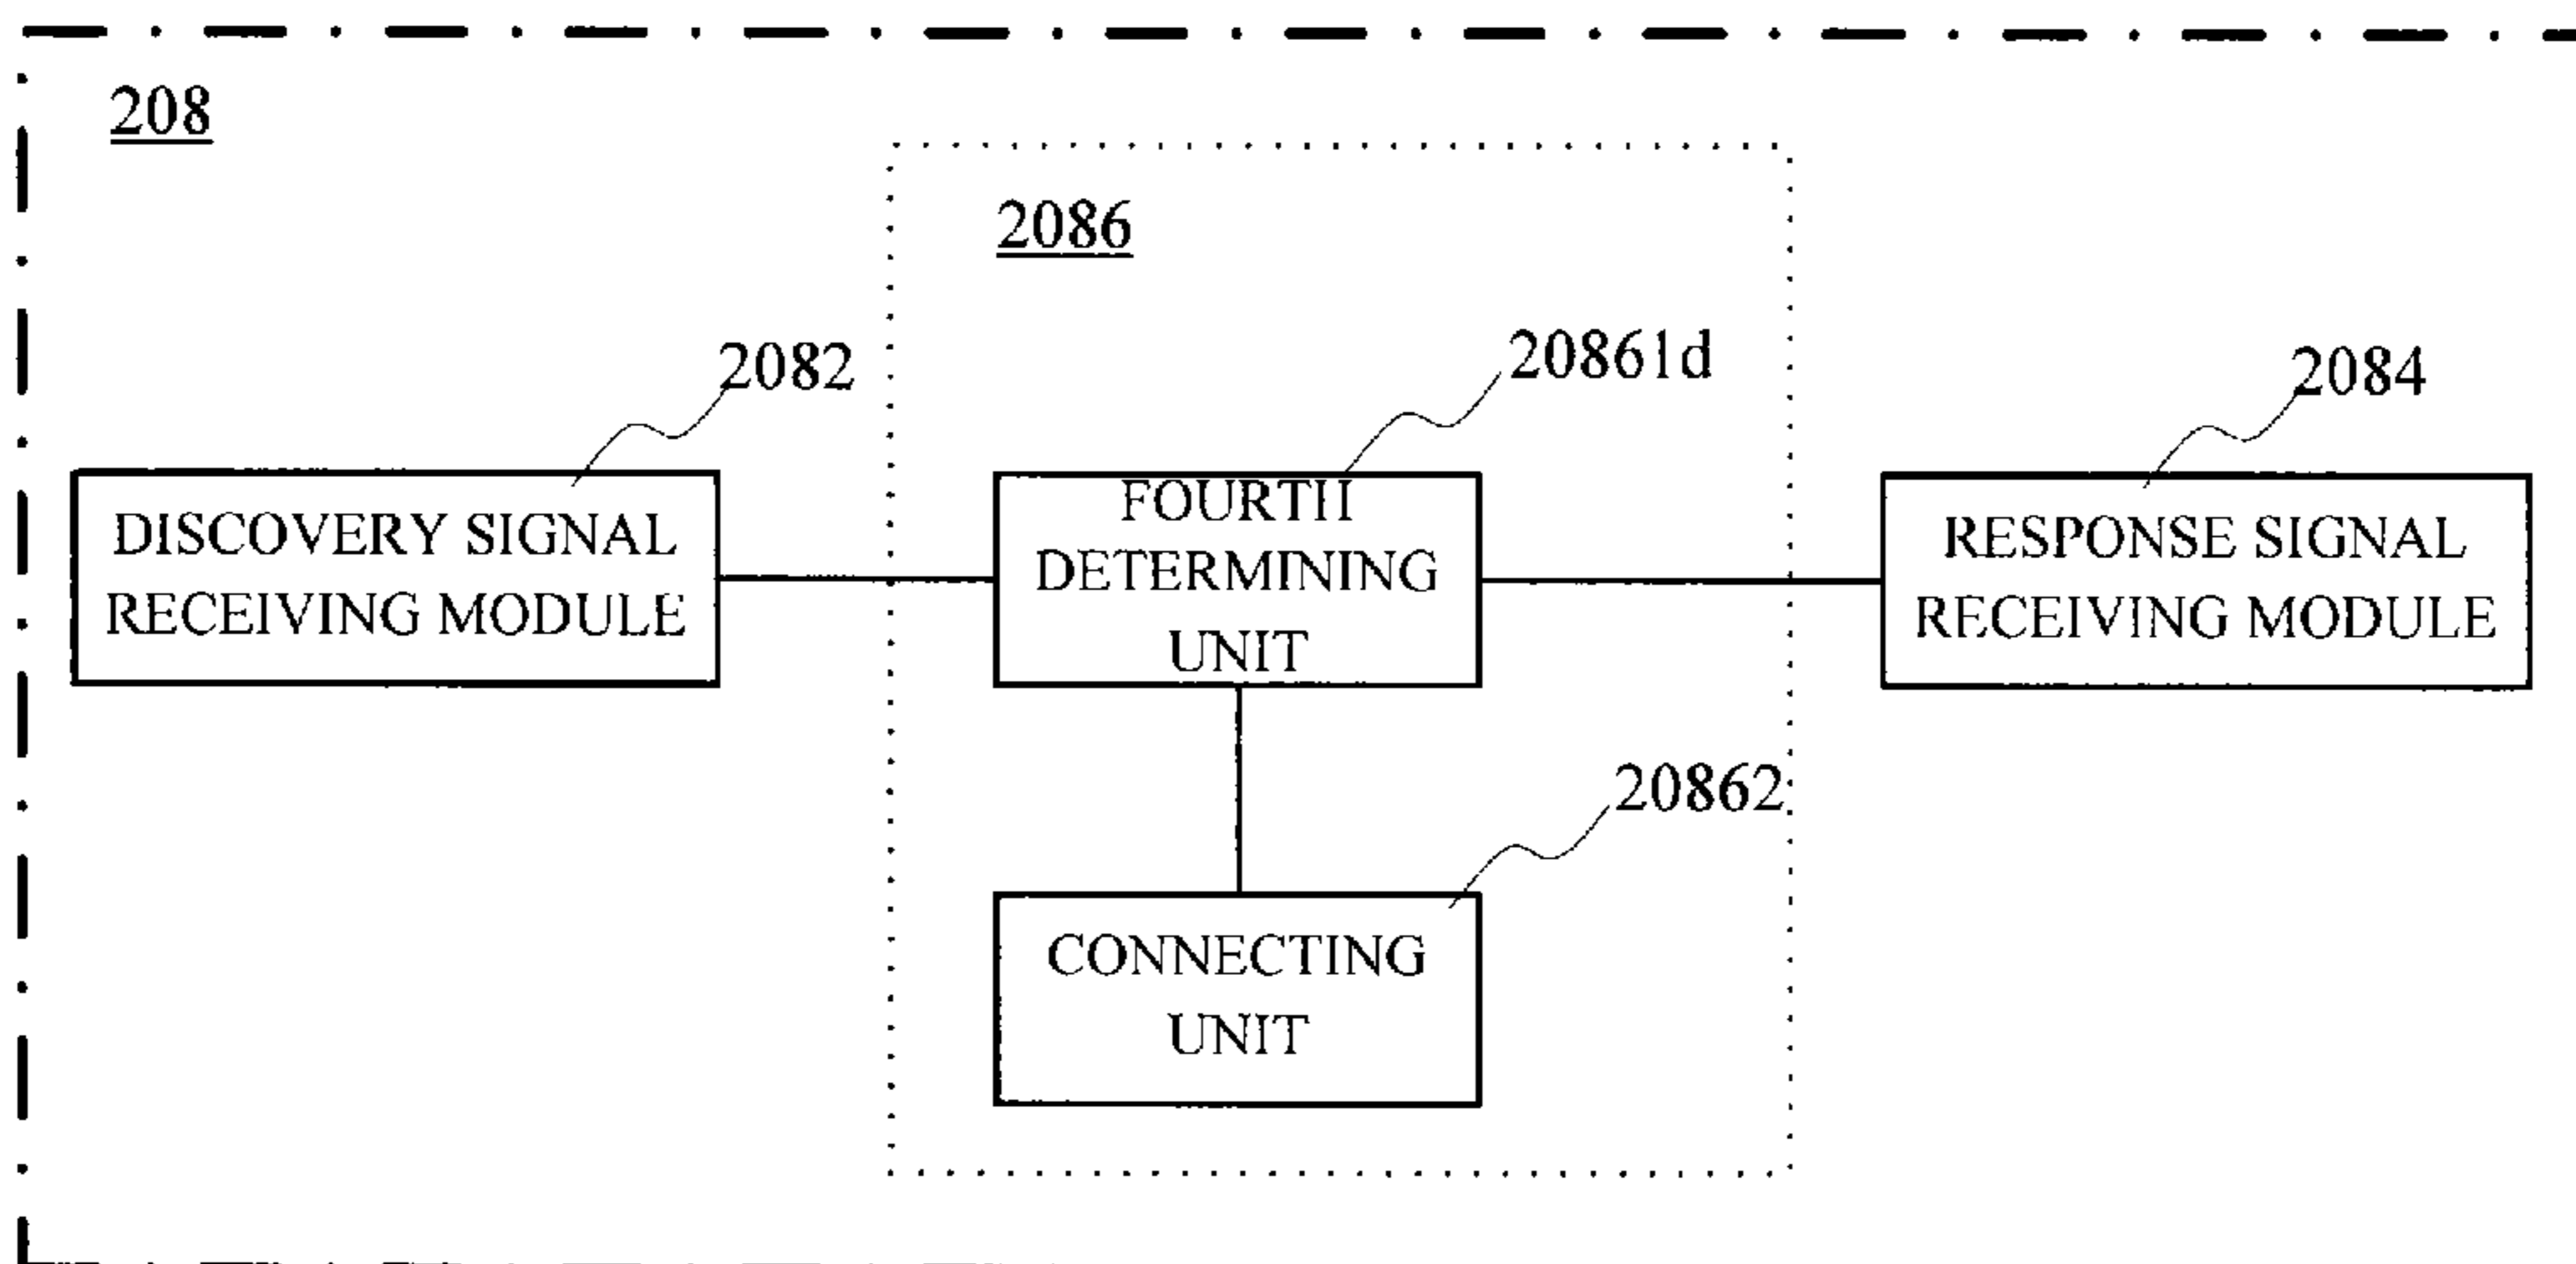 208
2086
2082
20861d
2084
DISCOVERY SIGNAL
RECEIVING MODULE
FOURTH
DETERMINING
UNIT
RESPONSE SIGNAL
RECEIVING MODULE
20862
CONNECTING
UNIT